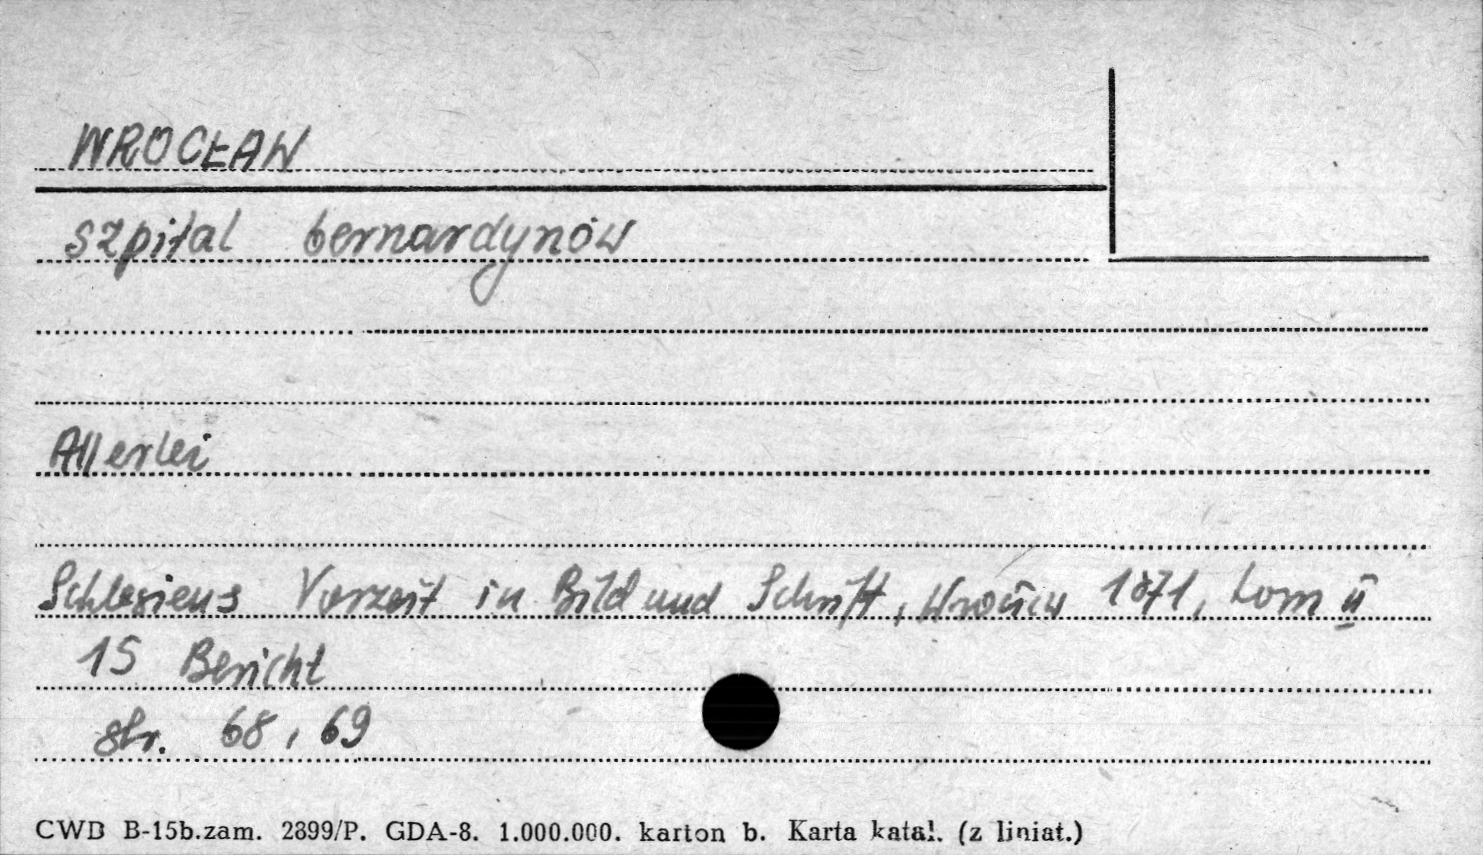 WROCŁAW
szpital bernardynów
Allerlei
Schlesiens Vorzeit in Bild und Schrift, Wrocław 1871, tom II
15 Bericht
str. 68, 69
CWD B-15b.zam. 2899/P. GDA-8. 1.000.000. karton b. Karta katal. (z liniat.)